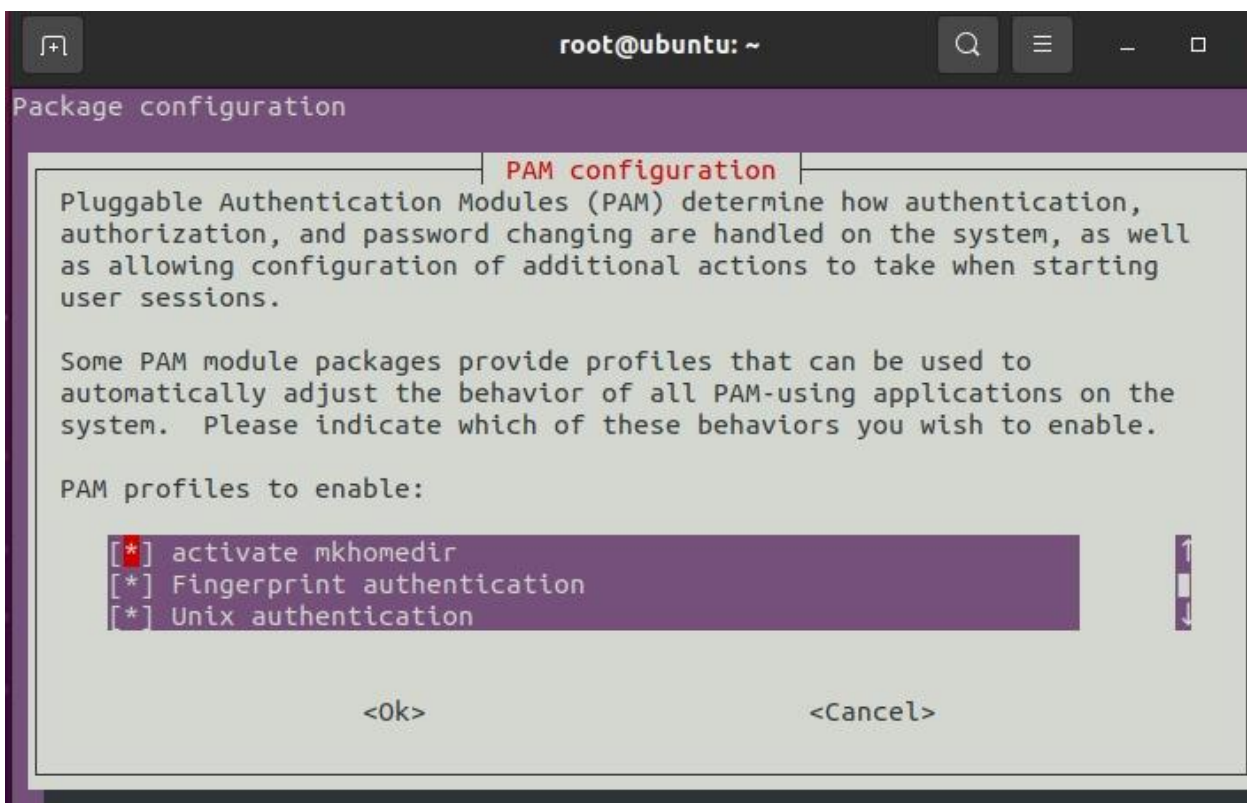 root@ubuntu: ~
Package configuration
PAM configuration
Pluggable Authentication Modules (PAM) determine how authentication,
authorization, and password changing are handled on the system, as well
as allowing configuration of additional actions to take when starting
user sessions.
Some PAM module packages provide profiles that can be used to
automatically adjust the behavior of all PAM-using applications on the
system.  Please indicate which of these behaviors you wish to enable.
PAM profiles to enable:
[*] activate mkhomedir
[*] Fingerprint authentication
[*] Unix authentication
<Ok> <Cancel>